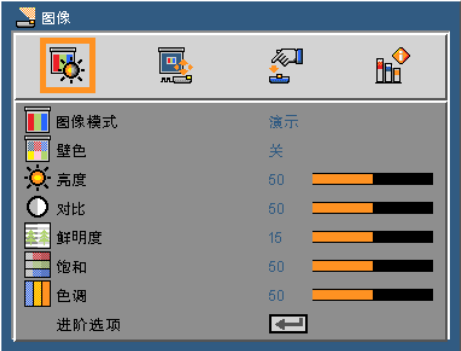 图像
图像模式 演示
壁色 关
亮度 50
对比 50
鲜明度 15
饱和 50
色调 50
进阶选项